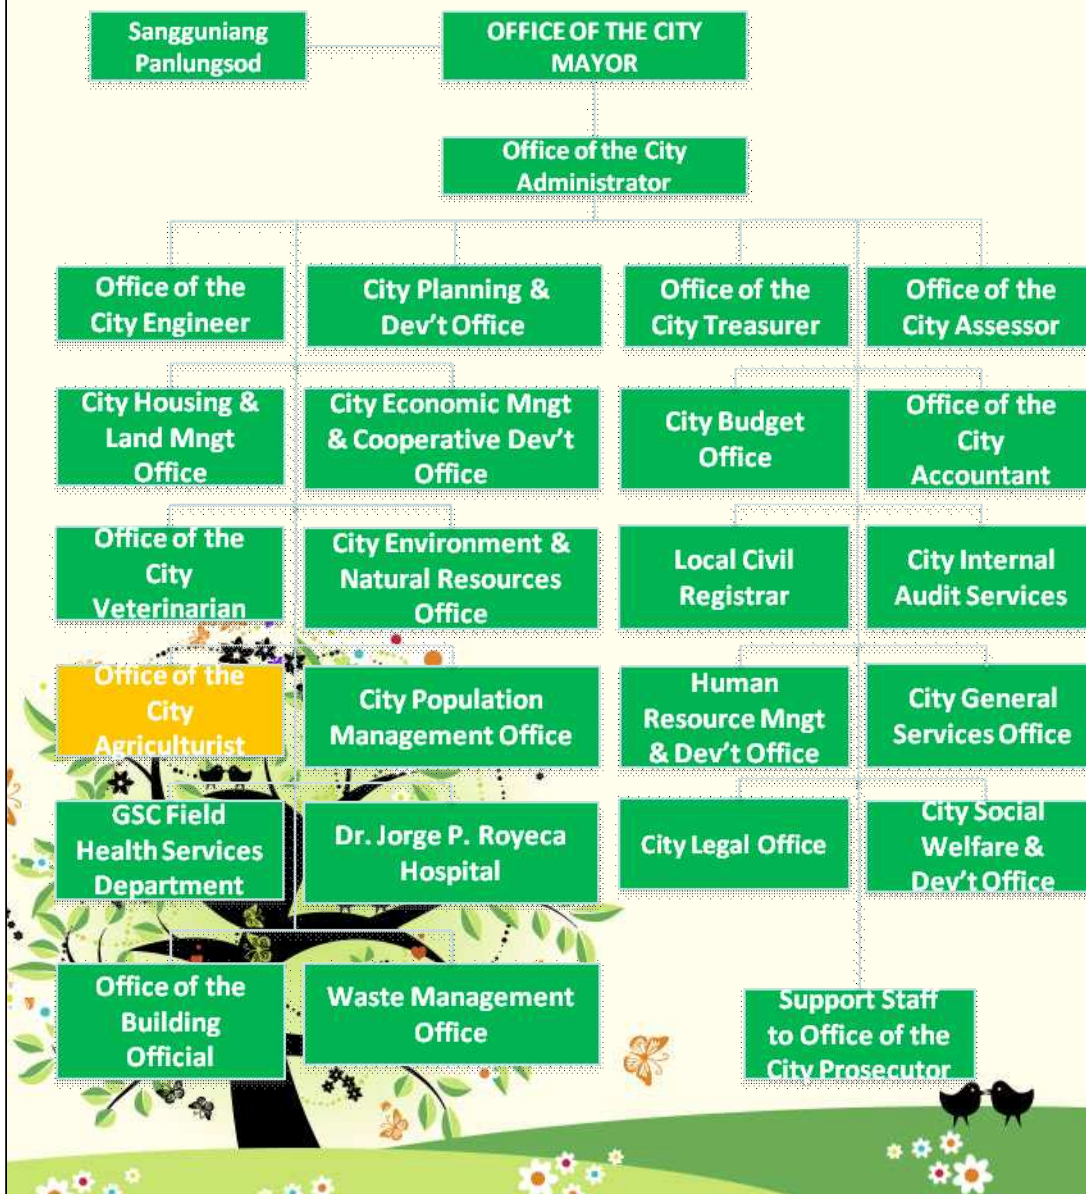 Sangguniang
Panlungsod
OFFICE OF THE CITY
MAYOR
Office of the City
Administrator
Office of the
City Engineer
City Planning &
Dev't Office
Office of the
City Treasurer
Office of the
City Assessor
City Housing &
Land Mngt
Office
City Economic Mngt
& Cooperative Dev't
Office
City Budget
Office
Office of the
City
Accountant
Office of the
City
Veterinarian
City Environment &
Natural Resources
Office
Local Civil
Registrar
City Internal
Audit Services
Office of the
City
Agriculturist
City Population
Management Office
Human
Resource Mngt
& Dev't Office
City General
Services Office
GSC Field
Health Services
Department
Dr. Jorge P. Royeca
Hospital
City Legal Office
City Social
Welfare &
Dev't Office
Office of the
Building
Official
Waste Management
Office
Support Staff
to Office of the
City Prosecutor